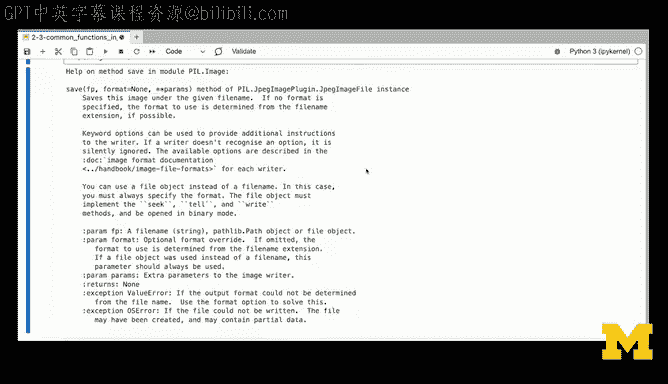 GPT中英字幕课程资源@bilibili.com
2-3-common_functions_in_
Code
Validate
Python 3 (ipykernel)
Help on method save in module PIL.Image:
save(fp, format=None, **params) method of PIL.JpegImagePlugin.JpegImageFile instance
Saves this image under the given filename.  If no format is
specified, the format to use is determined from the filename
extension, if possible.
Keyword options can be used to provide additional instructions
to the writer. If a writer doesn't recognise an option, it is
silently ignored. The available options are described in the
:doc:`image format documentation
<../handbook/image-file-formats>` for each writer.
You can use a file object instead of a filename. In this case,
you must always specify the format. The file object must
implement the ``seek``, ``tell``, and ``write``
methods, and be opened in binary mode.
:param fp: A filename (string), pathlib.Path object or file object.
:param format: Optional format override.  If omitted, the
format to use is determined from the filename extension.
If a file object was used instead of a filename, this
parameter should always be used.
:param params: Extra parameters to the image writer.
:returns: None
:exception ValueError: If the output format could not be determined
from the file name.  Use the format option to solve this.
:exception OSError: If the file could not be written.  The file
may have been created, and may contain partial data.
M